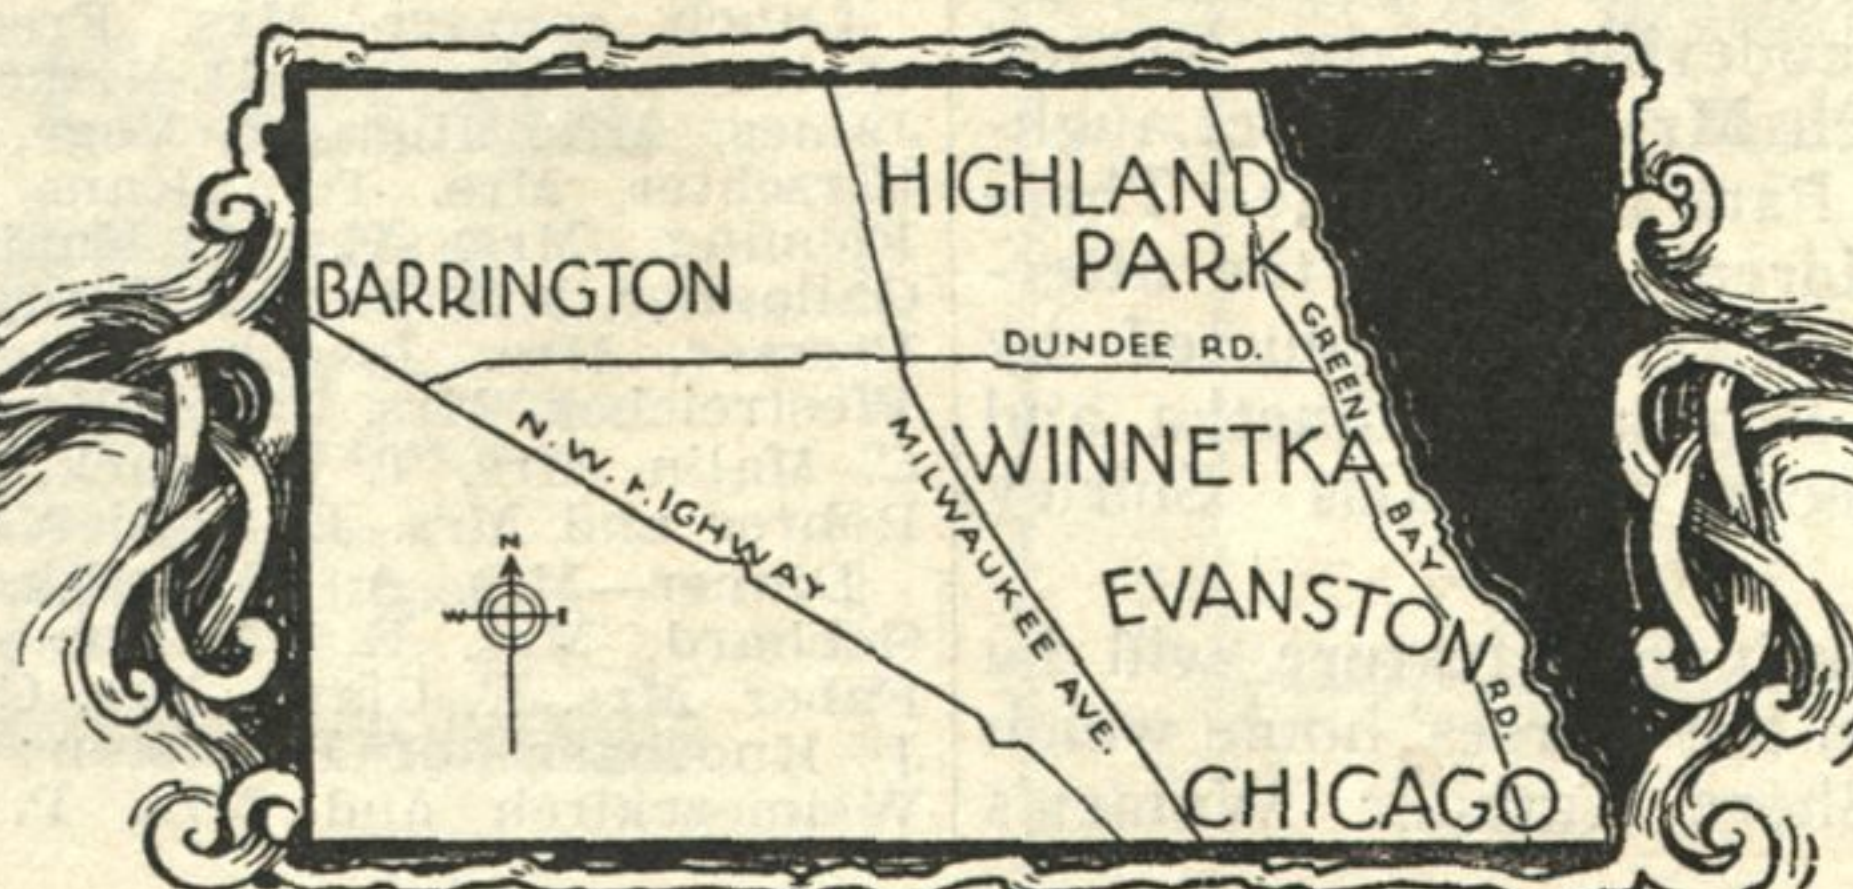 HIGHLAND
PARK
BARRINGTON
DUNDEE RD.
GREEN BAY RD.
N.W. HIGHWAY
MILWAUKEE AVE.
WINNETKA
EVANSTON
N
W E
CHICAGO